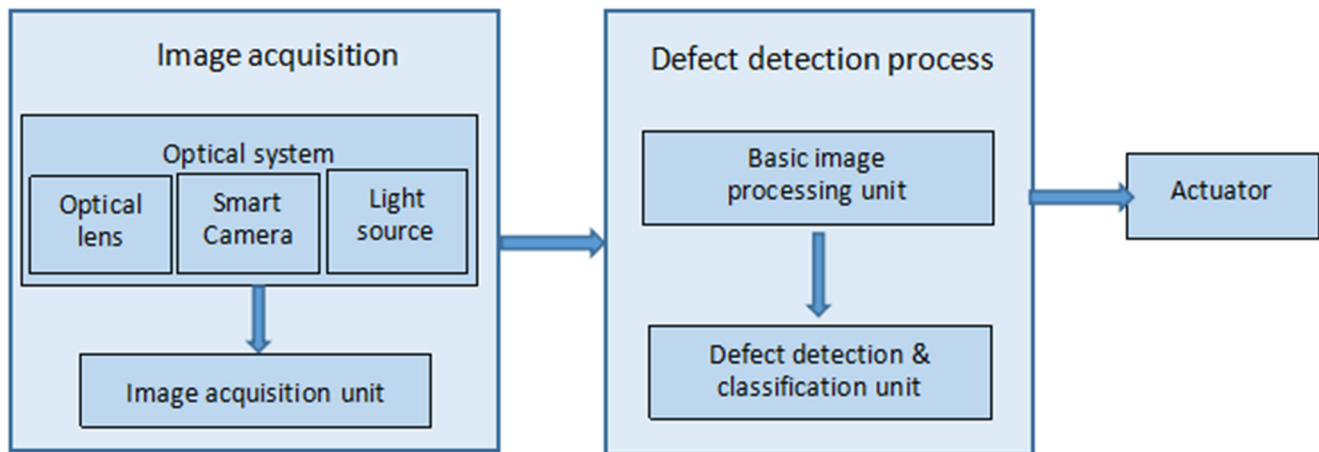 Image acquisition
Optical system
Optical
lens
Smart
Camera
Light
source
Image acquisition unit
Defect detection process
Basic image
processing unit
Defect detection &
classification unit
Actuator